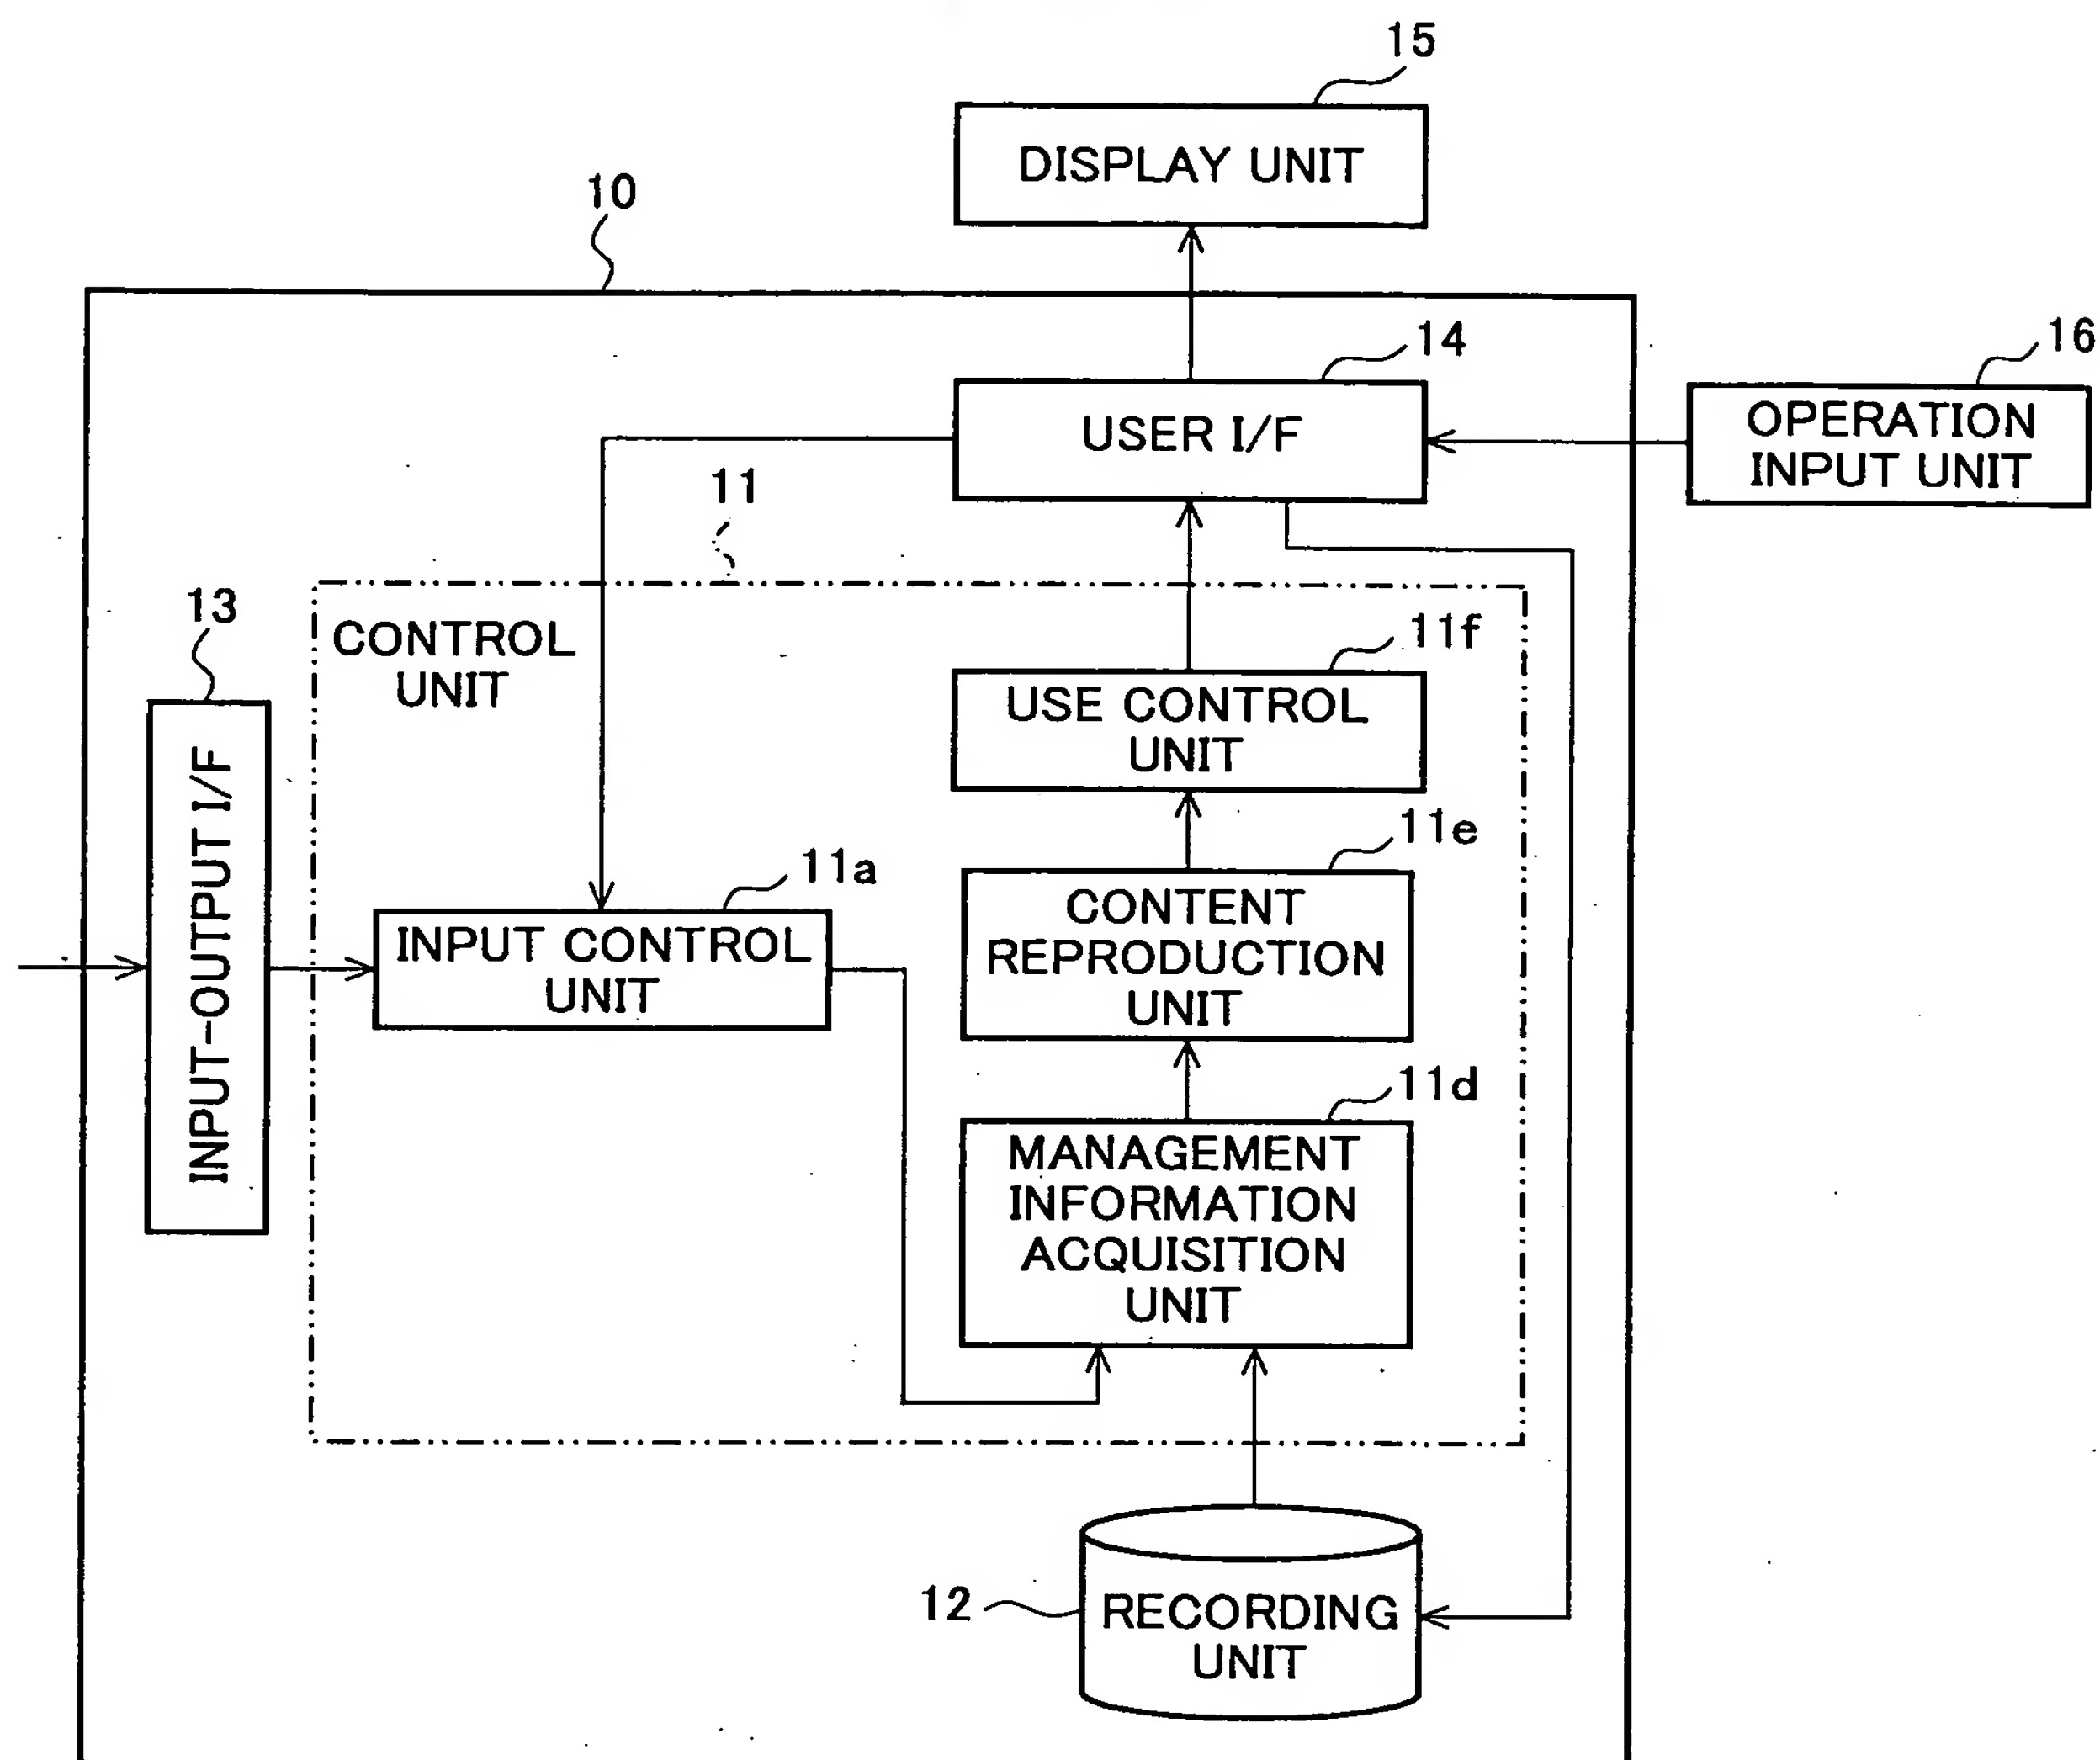 15
DISPLAY UNIT
10
14
USER I/F
16
OPERATION
INPUT UNIT
11
13
CONTROL
UNIT
11f
USE CONTROL
UNIT
INPUT-OUTPUT I/F
11e
CONTENT
REPRODUCTION
UNIT
11a
INPUT CONTROL
UNIT
11d
MANAGEMENT
INFORMATION
ACQUISITION
UNIT
12
RECORDING
UNIT